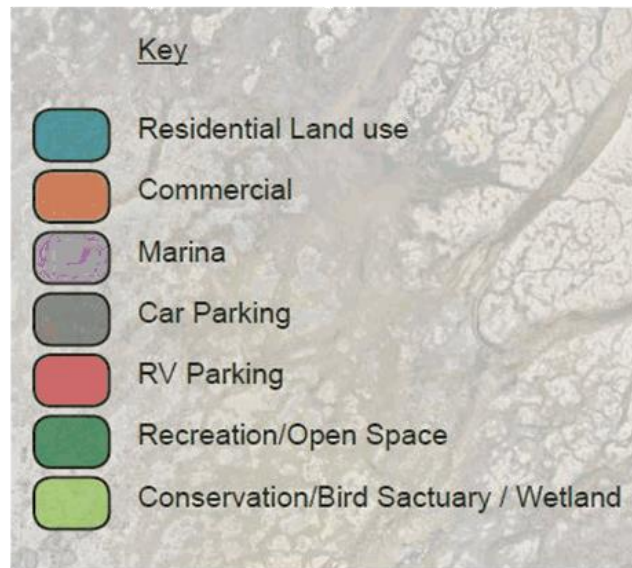 Key
Residential Land use
Commercial
Marina
Car Parking
RV Parking
Recreation/Open Space
Conservation/Bird Sactuary / Wetland